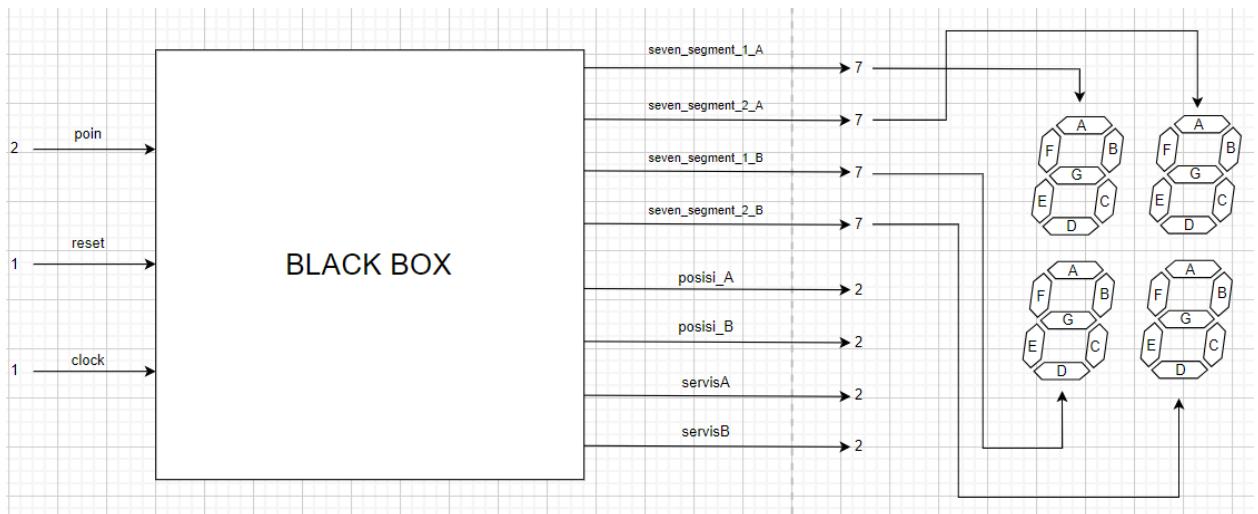 seven_segment_1_A
7
seven_segment_2_A
7
poin
2
seven_segment_1_B
7
seven_segment_2_B
7
reset
1
BLACK BOX
posisi_A
2
posisi_B
2
clock
1
servisA
2
servisB
2
A
F
B
G
E
C
D
A
F
B
G
E
C
D
A
F
B
G
E
C
D
A
F
B
G
E
C
D